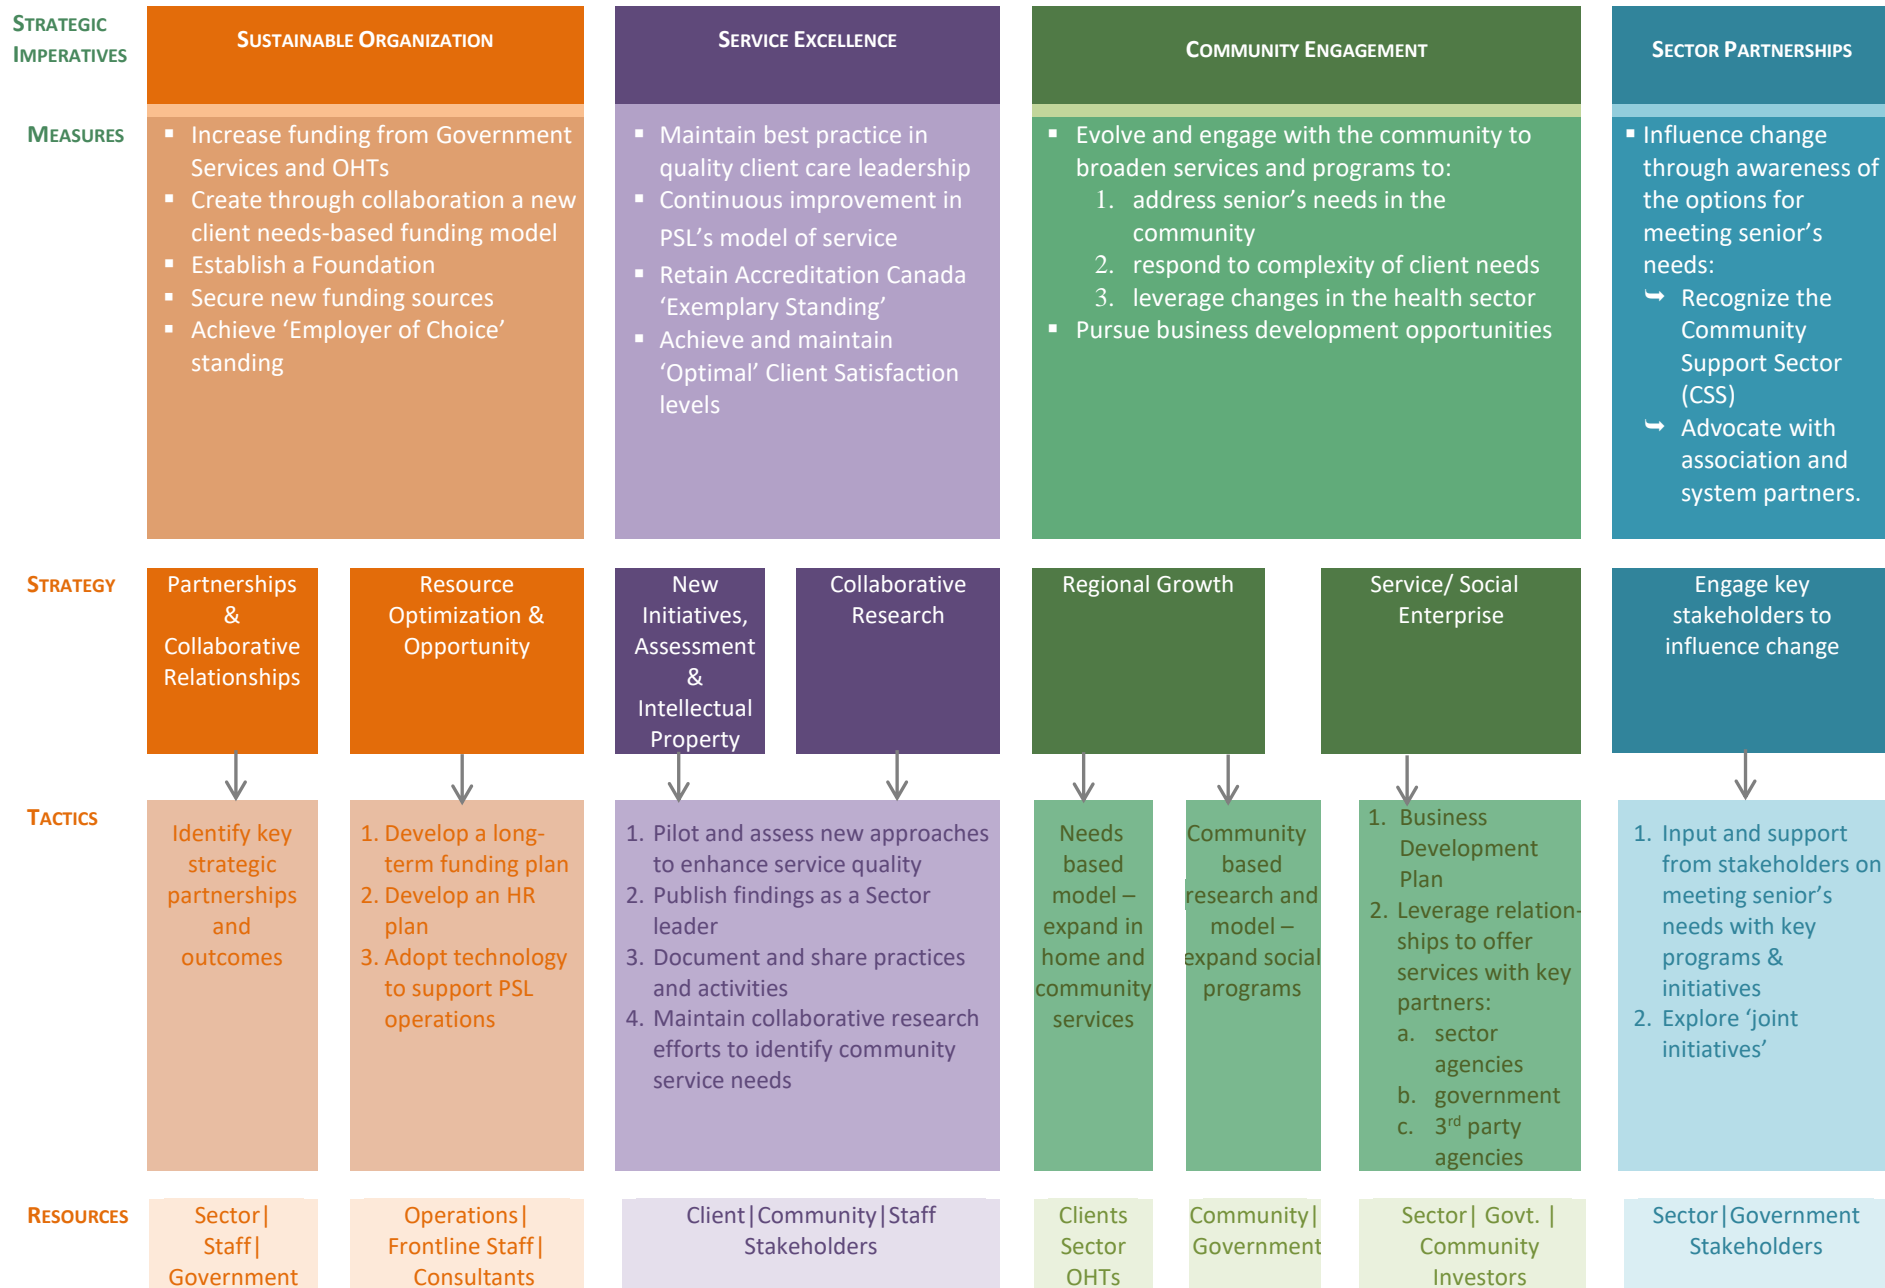 STRATEGIC
IMPERATIVES
SUSTAINABLE ORGANIZATION
SERVICE EXCELLENCE
COMMUNITY ENGAGEMENT
SECTOR PARTNERSHIPS
MEASURES
▪ Increase funding from Government
Services and OHTs
▪ Create through collaboration a new
client needs-based funding model
▪ Establish a Foundation
▪ Secure new funding sources
▪ Achieve ‘Employer of Choice’
standing
▪ Maintain best practice in
quality client care leadership
▪ Continuous improvement in
PSL’s model of service
▪ Retain Accreditation Canada
‘Exemplary Standing’
▪ Achieve and maintain
‘Optimal’ Client Satisfaction
levels
▪ Evolve and engage with the community to
broaden services and programs to:
1. address senior’s needs in the
community
2. respond to complexity of client needs
3. leverage changes in the health sector
▪ Pursue business development opportunities
▪ Influence change
through awareness of
the options for
meeting senior’s
needs:
➥ Recognize the
Community
Support Sector
(CSS)
➥ Advocate with
association and
system partners.
STRATEGY
Partnerships
&
Collaborative
Relationships
Resource
Optimization &
Opportunity
New
Initiatives,
Assessment
&
Intellectual
Property
Collaborative
Research
Regional Growth
Service/ Social
Enterprise
Engage key
stakeholders to
influence change
TACTICS
Identify key
strategic
partnerships
and
outcomes
1. Develop a long-
term funding plan
2. Develop an HR
plan
3. Adopt technology
to support PSL
operations
1. Pilot and assess new approaches
to enhance service quality
2. Publish findings as a Sector
leader
3. Document and share practices
and activities
4. Maintain collaborative research
efforts to identify community
service needs
Needs
based
model –
expand in
home and
community
services
Community
based
research and
model –
expand social
programs
1. Business
Development
Plan
2. Leverage relation-
ships to offer
services with key
partners:
a. sector
agencies
b. government
c. 3rd party
agencies
1. Input and support
from stakeholders on
meeting senior’s
needs with key
programs &
initiatives
2. Explore ‘joint
initiatives’
RESOURCES
Sector|
Staff|
Government
Operations|
Frontline Staff|
Consultants
Client|Community|Staff
Stakeholders
Clients
Sector
OHTs
Community|
Government
Sector| Govt. |
Community
Investors
Sector|Government
Stakeholders